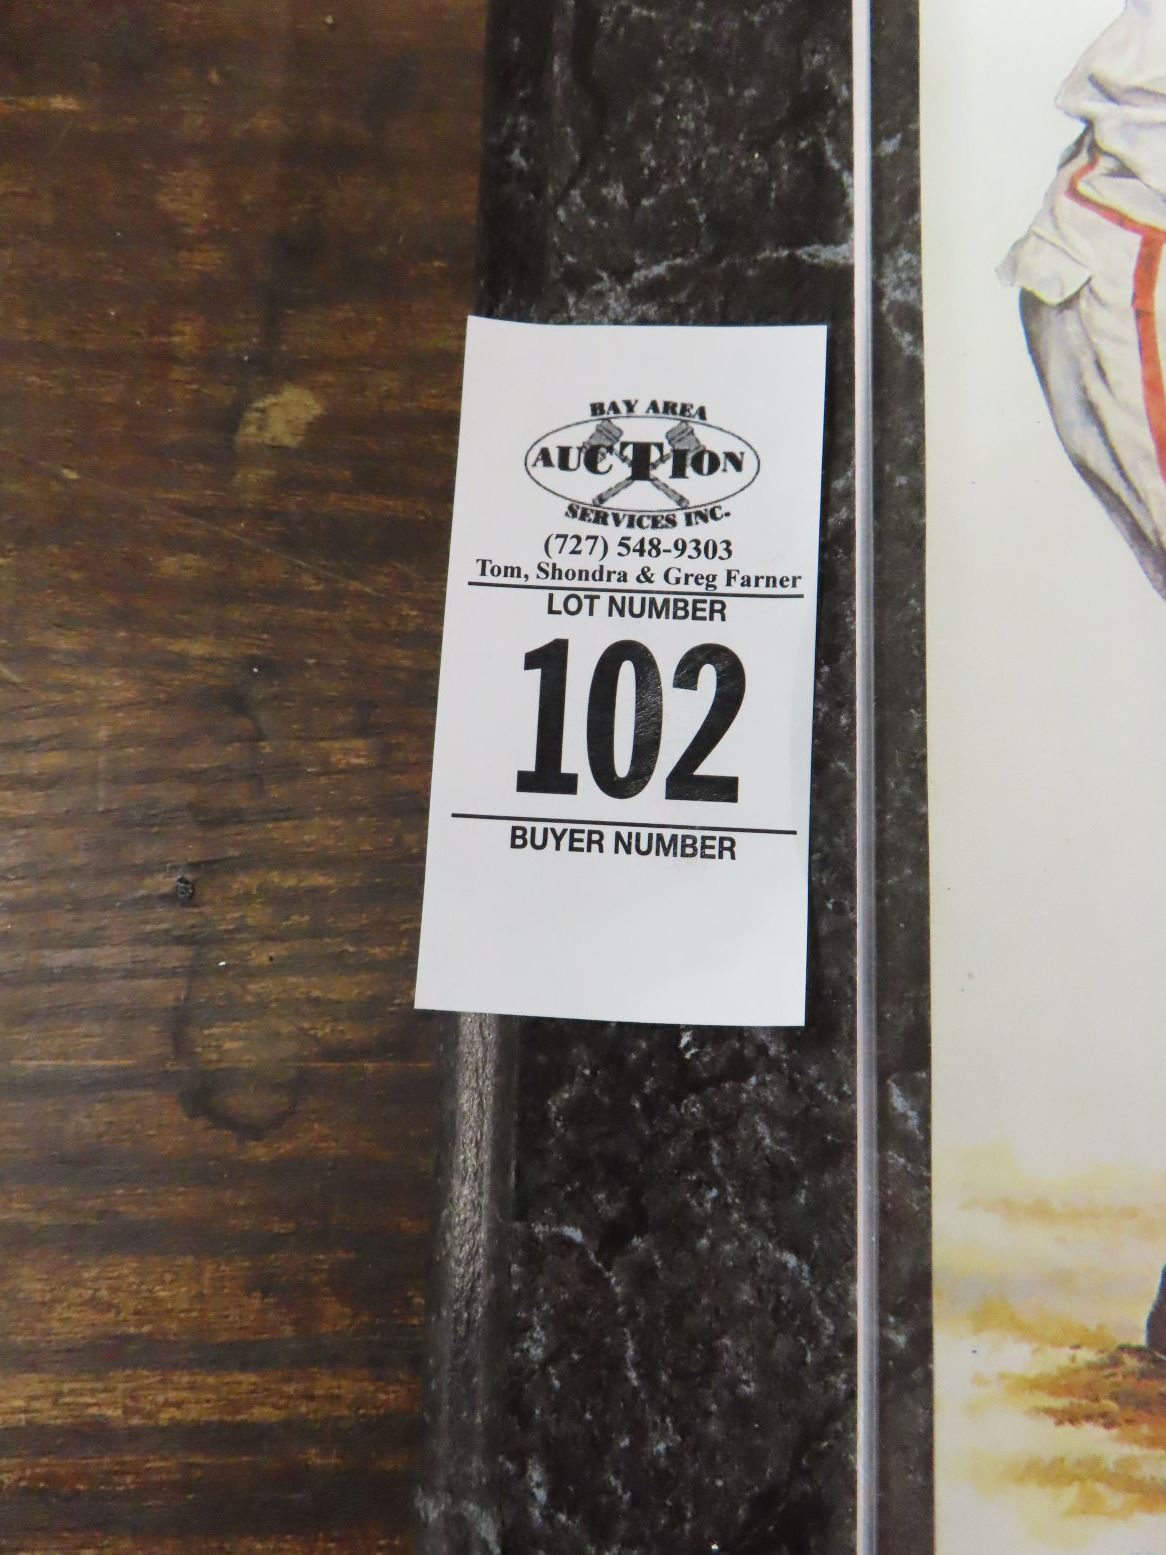 BAY AREA
AUCTION
SERVICES INC.
(727) 548-9303
Tom, Shondra & Greg Farner
LOT NUMBER
102
BUYER NUMBER